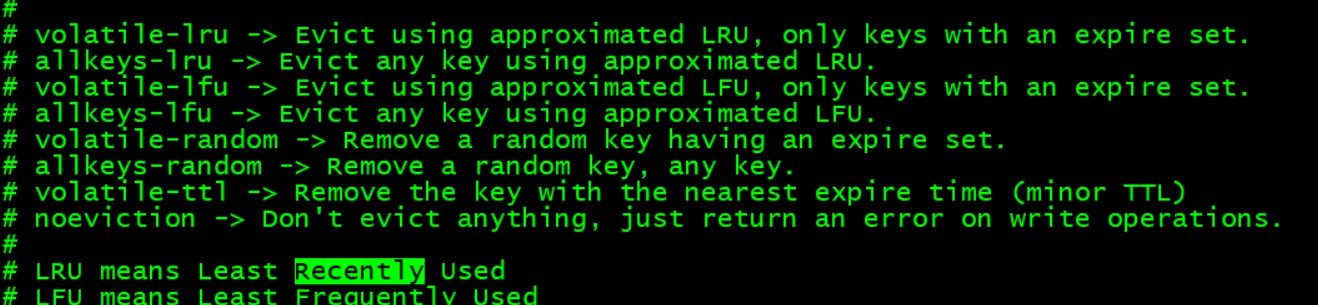 #
# volatile-lru -> Evict using approximated LRU, only keys with an expire set.
# allkeys-lru -> Evict any key using approximated LRU.
# volatile-lfu -> Evict using approximated LFU, only keys with an expire set.
# allkeys-lfu -> Evict any key using approximated LFU.
# volatile-random -> Remove a random key having an expire set.
# allkeys-random -> Remove a random key, any key.
# volatile-ttl -> Remove the key with the nearest expire time (minor TTL)
# noeviction -> Don't evict anything, just return an error on write operations.
#
# LRU means Least Recently Used
# LFU means Least Frequently Used